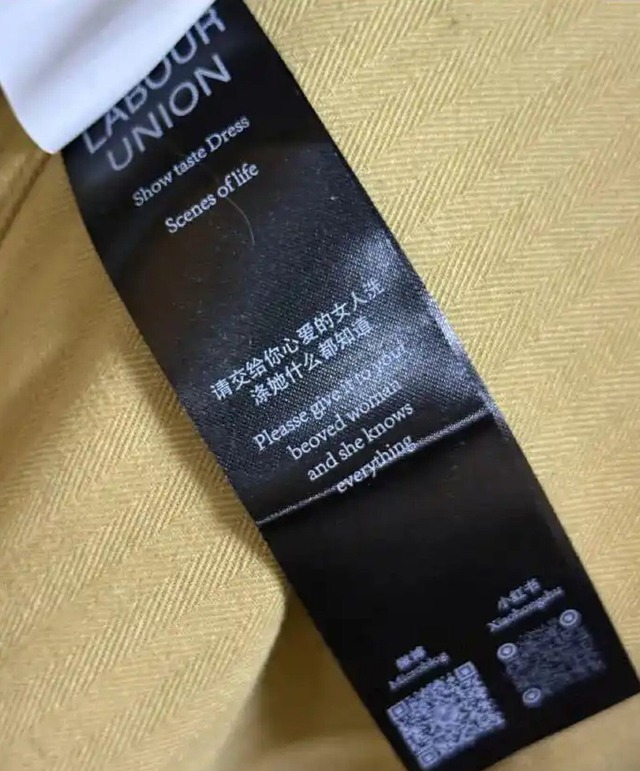 LABOUR
UNION
Show taste Dress
Scenes of life
请交给你心爱的女人洗
涤她什么都知道
Pleasse give it to your
beoved woman
and she knows
everything
小红书
Xiaohongshu